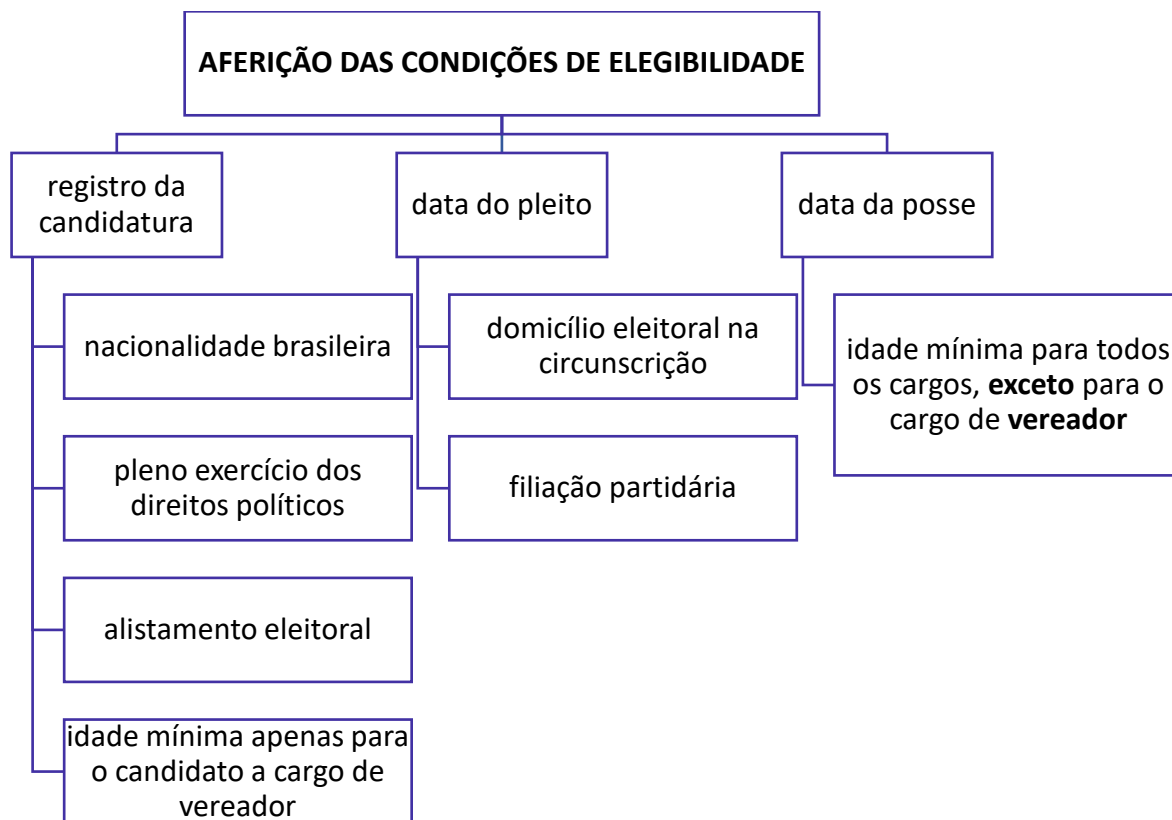 AFERIÇÃO DAS CONDIÇÕES DE ELEGIBILIDADE
registro da
candidatura
nacionalidade brasileira
pleno exercício dos
direitos políticos
alistamento eleitoral
idade mínima apenas para
o candidato a cargo de
vereador
data do pleito
domicílio eleitoral na
circunscrição
filiação partidária
data da posse
idade mínima para todos
os cargos, exceto para o
cargo de vereador